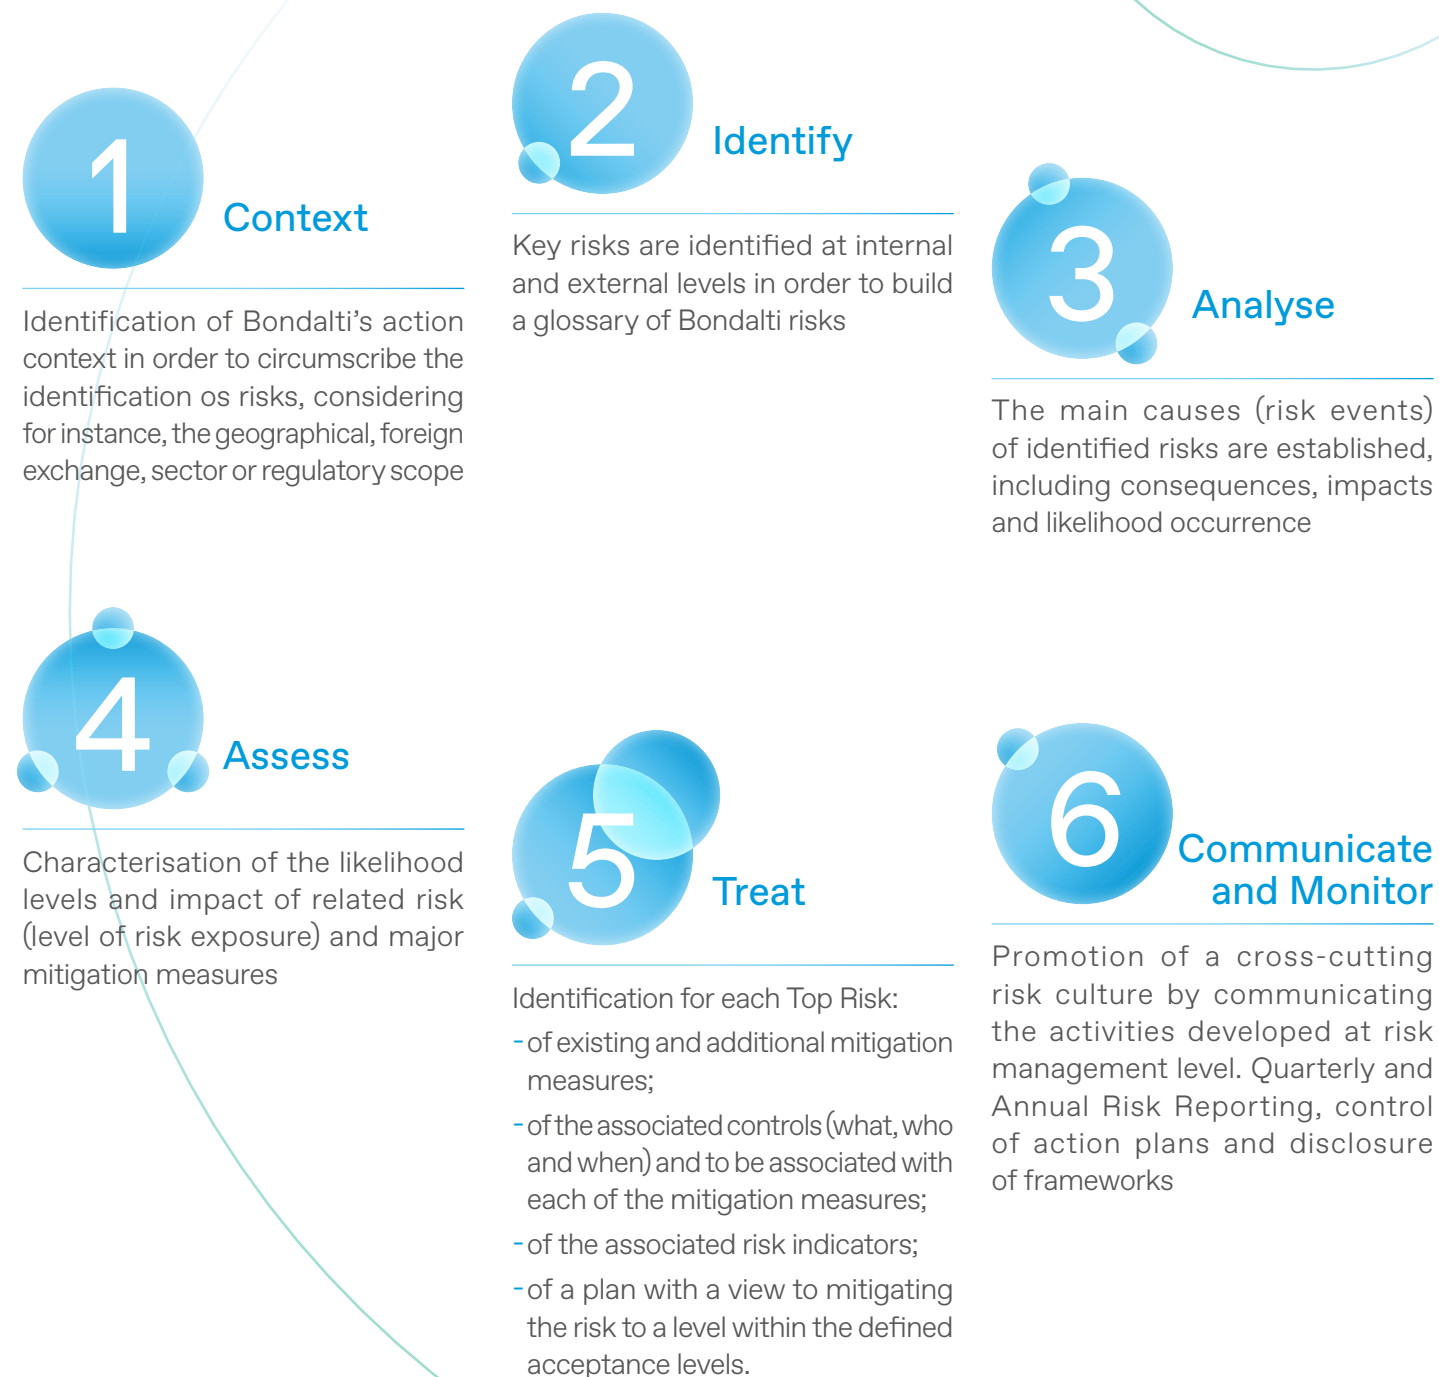 1
Context
Identification of Bondalti’s action
context in order to circumscribe the
identification os risks, considering
for instance, the geographical, foreign
exchange, sector or regulatory scope
2
Identify
Key risks are identified at internal
and external levels in order to build
a glossary of Bondalti risks
3
Analyse
The main causes (risk events)
of identified risks are established,
including consequences, impacts
and likelihood occurrence
4
Assess
Characterisation of the likelihood
levels and impact of related risk
(level of risk exposure) and major
mitigation measures
5
Treat
Identification for each Top Risk:
- of existing and additional mitigation
measures;
- of the associated controls (what, who
and when) and to be associated with
each of the mitigation measures;
- of the associated risk indicators;
- of a plan with a view to mitigating
the risk to a level within the defined
acceptance levels.
6
Communicate
and Monitor
Promotion of a cross-cutting
risk culture by communicating
the activities developed at risk
management level. Quarterly and
Annual Risk Reporting, control
of action plans and disclosure
of frameworks